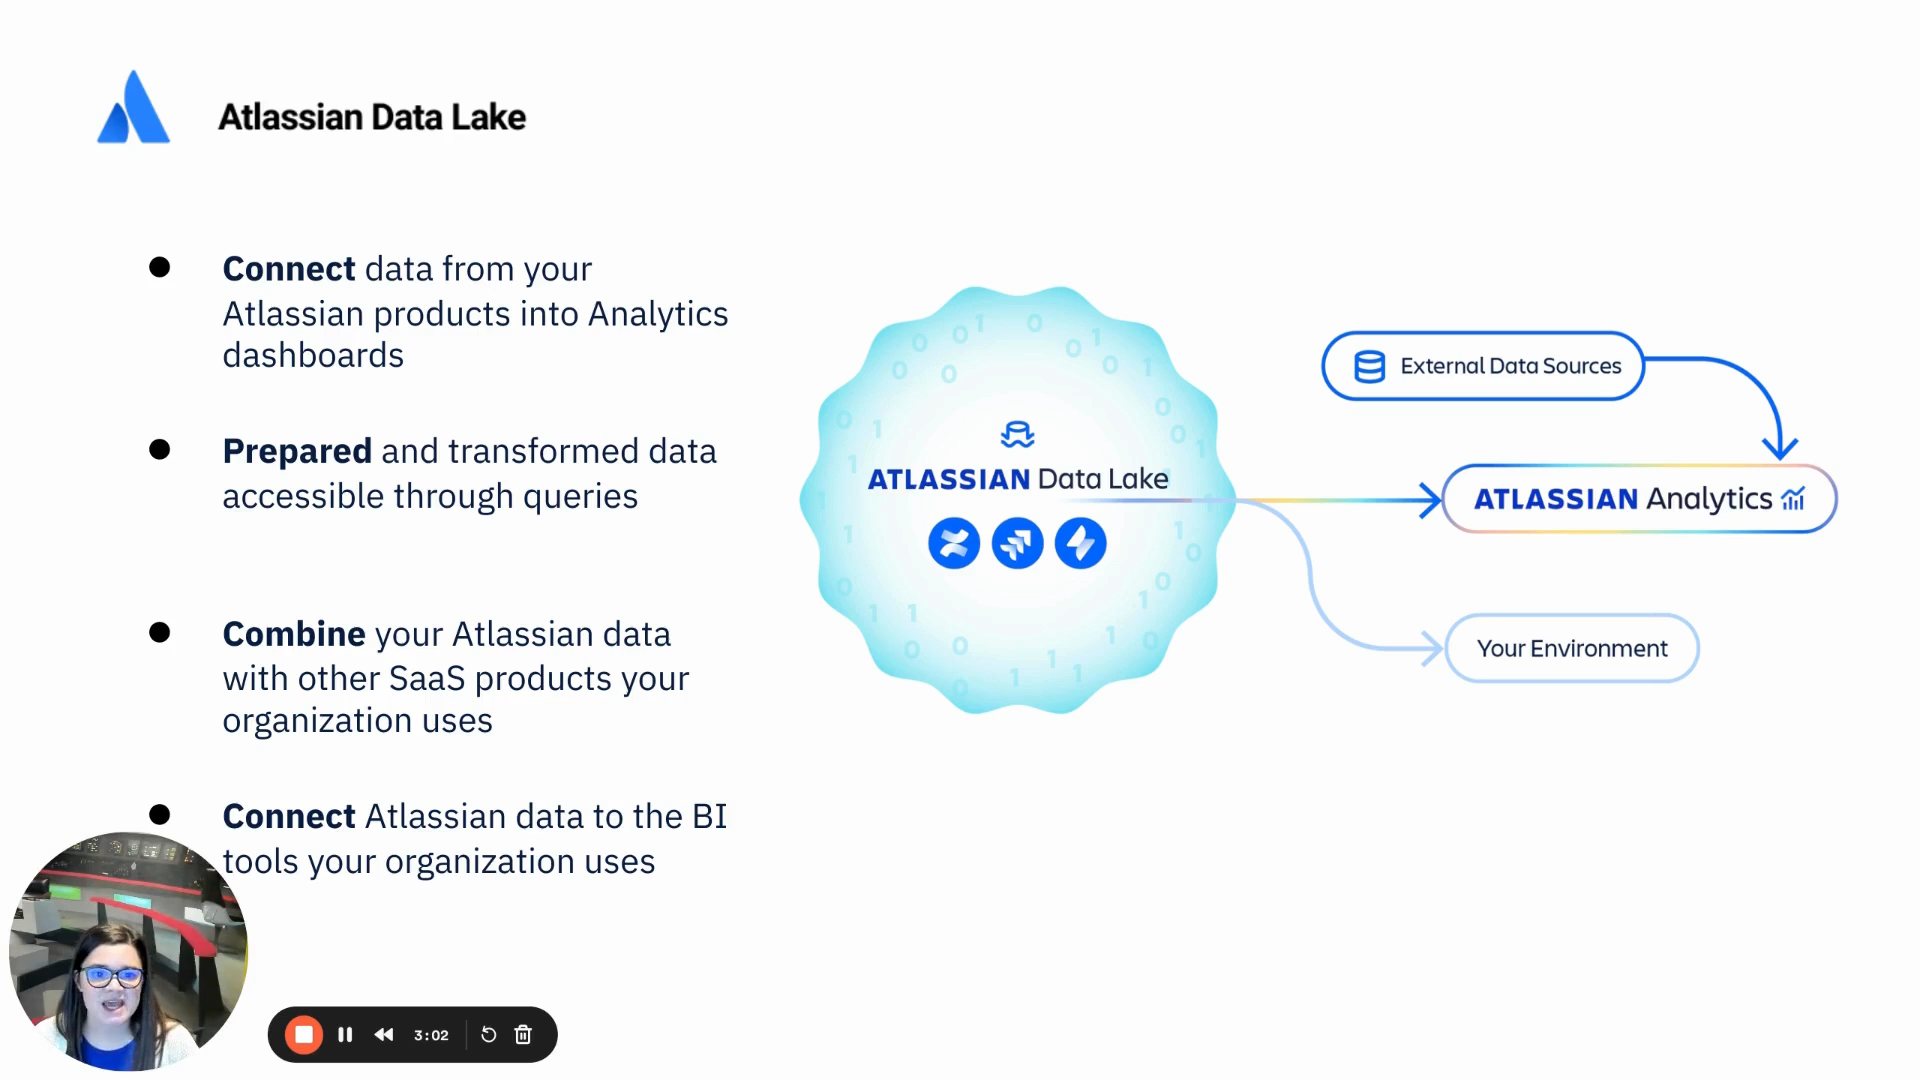 Atlassian Data Lake
Connect data from your
Atlassian products into Analytics
dashboards
Prepared and transformed data
accessible through queries
Combine your Atlassian data
with other SaaS products your
organization uses
Connect Atlassian data to the BI
tools your organization uses
ATLASSIAN Data Lake
External Data Sources
ATLASSIAN Analytics
Your Environment
3:02